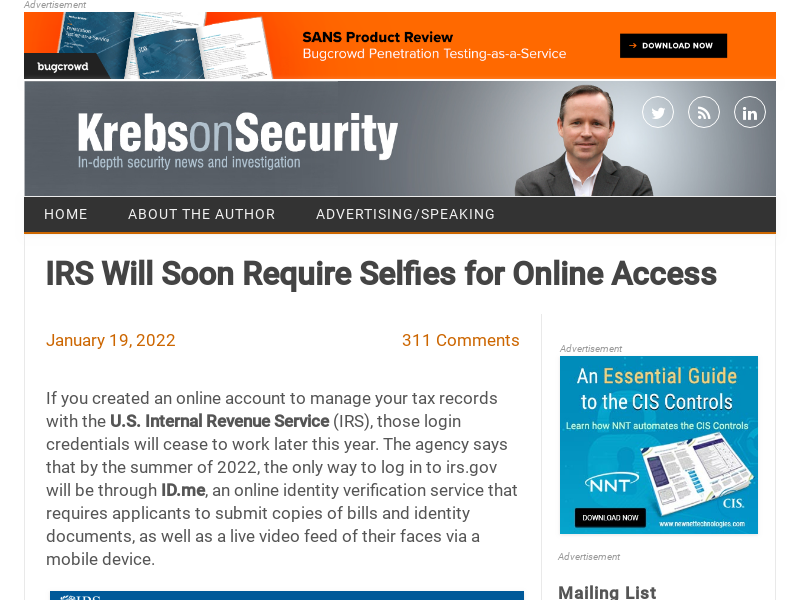 Advertisement
SANS Product Review
Bugcrowd Penetration Testing-as-a-Service
DOWNLOAD NOW
bugcrowd
KrebsonSecurity
In-depth security news and investigation
HOME
ABOUT THE AUTHOR
ADVERTISING/SPEAKING
IRS Will Soon Require Selfies for Online Access
January 19, 2022
311 Comments
If you created an online account to manage your tax records
with the U.S. Internal Revenue Service (IRS), those login
credentials will cease to work later this year. The agency says
that by the summer of 2022, the only way to log in to irs.gov
will be through ID.me, an online identity verification service that
requires applicants to submit copies of bills and identity
documents, as well as a live video feed of their faces via a
mobile device.
Advertisement
An Essential Guide
to the CIS Controls
Learn how NNT automates the CIS Controls
NNT
CIS.
DOWNLOAD NOW
www.newnettechnologies.com
Advertisement
Mailing List